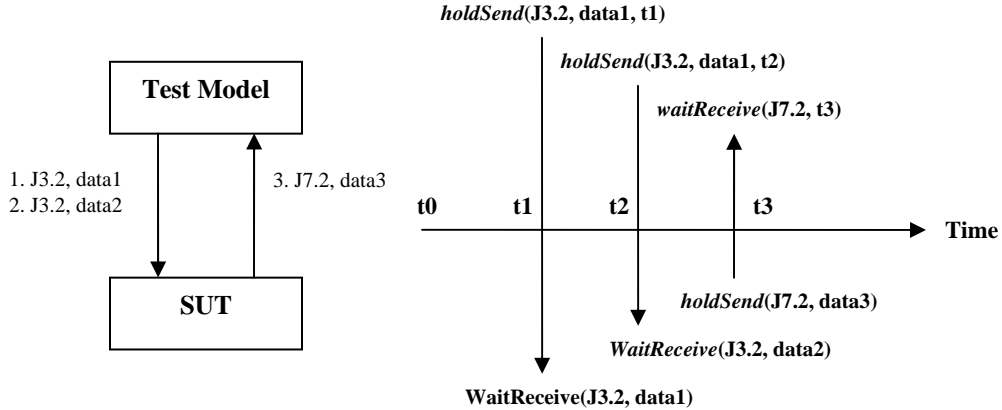 holdSend(J3.2, data1, t1)
holdSend(J3.2, data1, t2)
Test Model
waitReceive(J7.2, t3)
1. J3.2, data1
2. J3.2, data2
3. J7.2, data3
t0
t1
t2
t3
Time
SUT
holdSend(J7.2, data3)
WaitReceive(J3.2, data2)
WaitReceive(J3.2, data1)